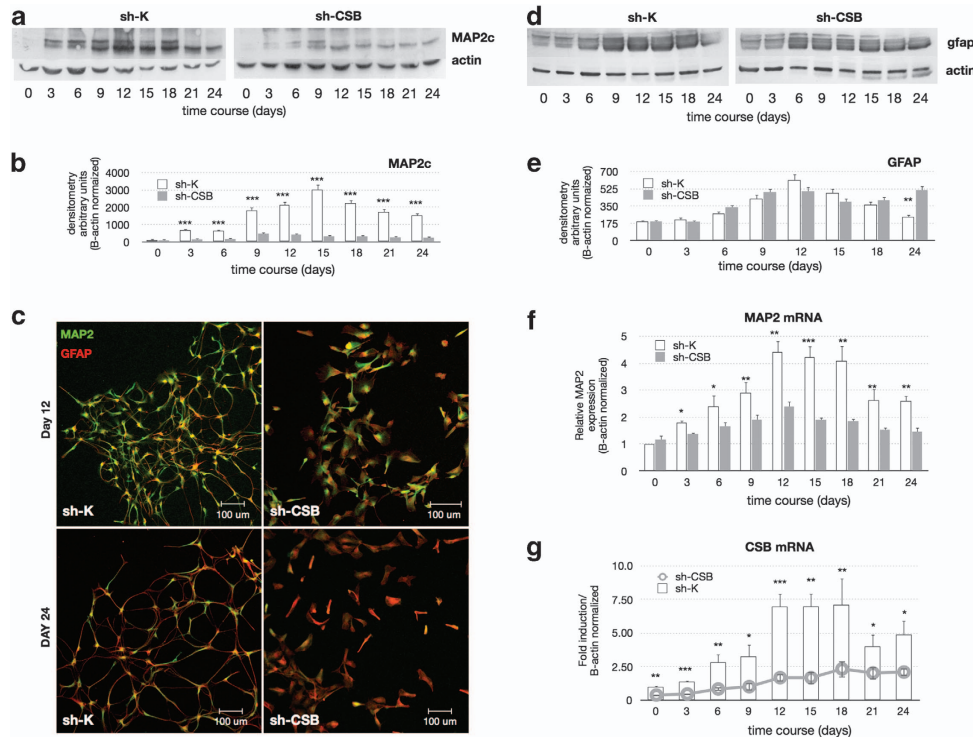 a
sh-K sh-CSB
MAP2c
actin
0 3 6 9 12 15 18 21 24 0 3 6 9 12 15 18 21 24
time course (days)
b
MAP2c
densitometry
arbitrary units
(B-actin normaized)
4000
3000
2000
1000
0
sh-K
sh-CSB
*** *** *** *** *** *** *** ***
0 3 6 9 12 15 18 21 24
time course (days)
c
MAP2
GFAP
Day 12
sh-K
100 um
sh-CSB
100 um
DAY 24
sh-K
100 um
sh-CSB
100 um
d
sh-K sh-CSB
gfap
actin
0 3 6 9 12 15 18 24 0 3 6 9 12 15 18 24
time course (days)
e
GFAP
densitometry
arbitrary units
(B-actin normaized)
700
525
350
175
0
sh-K
sh-CSB
**
0 3 6 9 12 15 18 24
time course (days)
f
MAP2 mRNA
Relative MAP2
expression
(B-actin normalized)
5
4
3
2
1
0
sh-K
sh-CSB
* * ** ** *** ** ** **
0 3 6 9 12 15 18 21 24
time course (days)
g
CSB mRNA
Fold induction/
B-actin normalized
10.0
7.50
5.00
2.50
0
sh-CSB
sh-K
** *** ** * *** ** ** * *
0 3 6 9 12 15 18 21 24
time course (days)